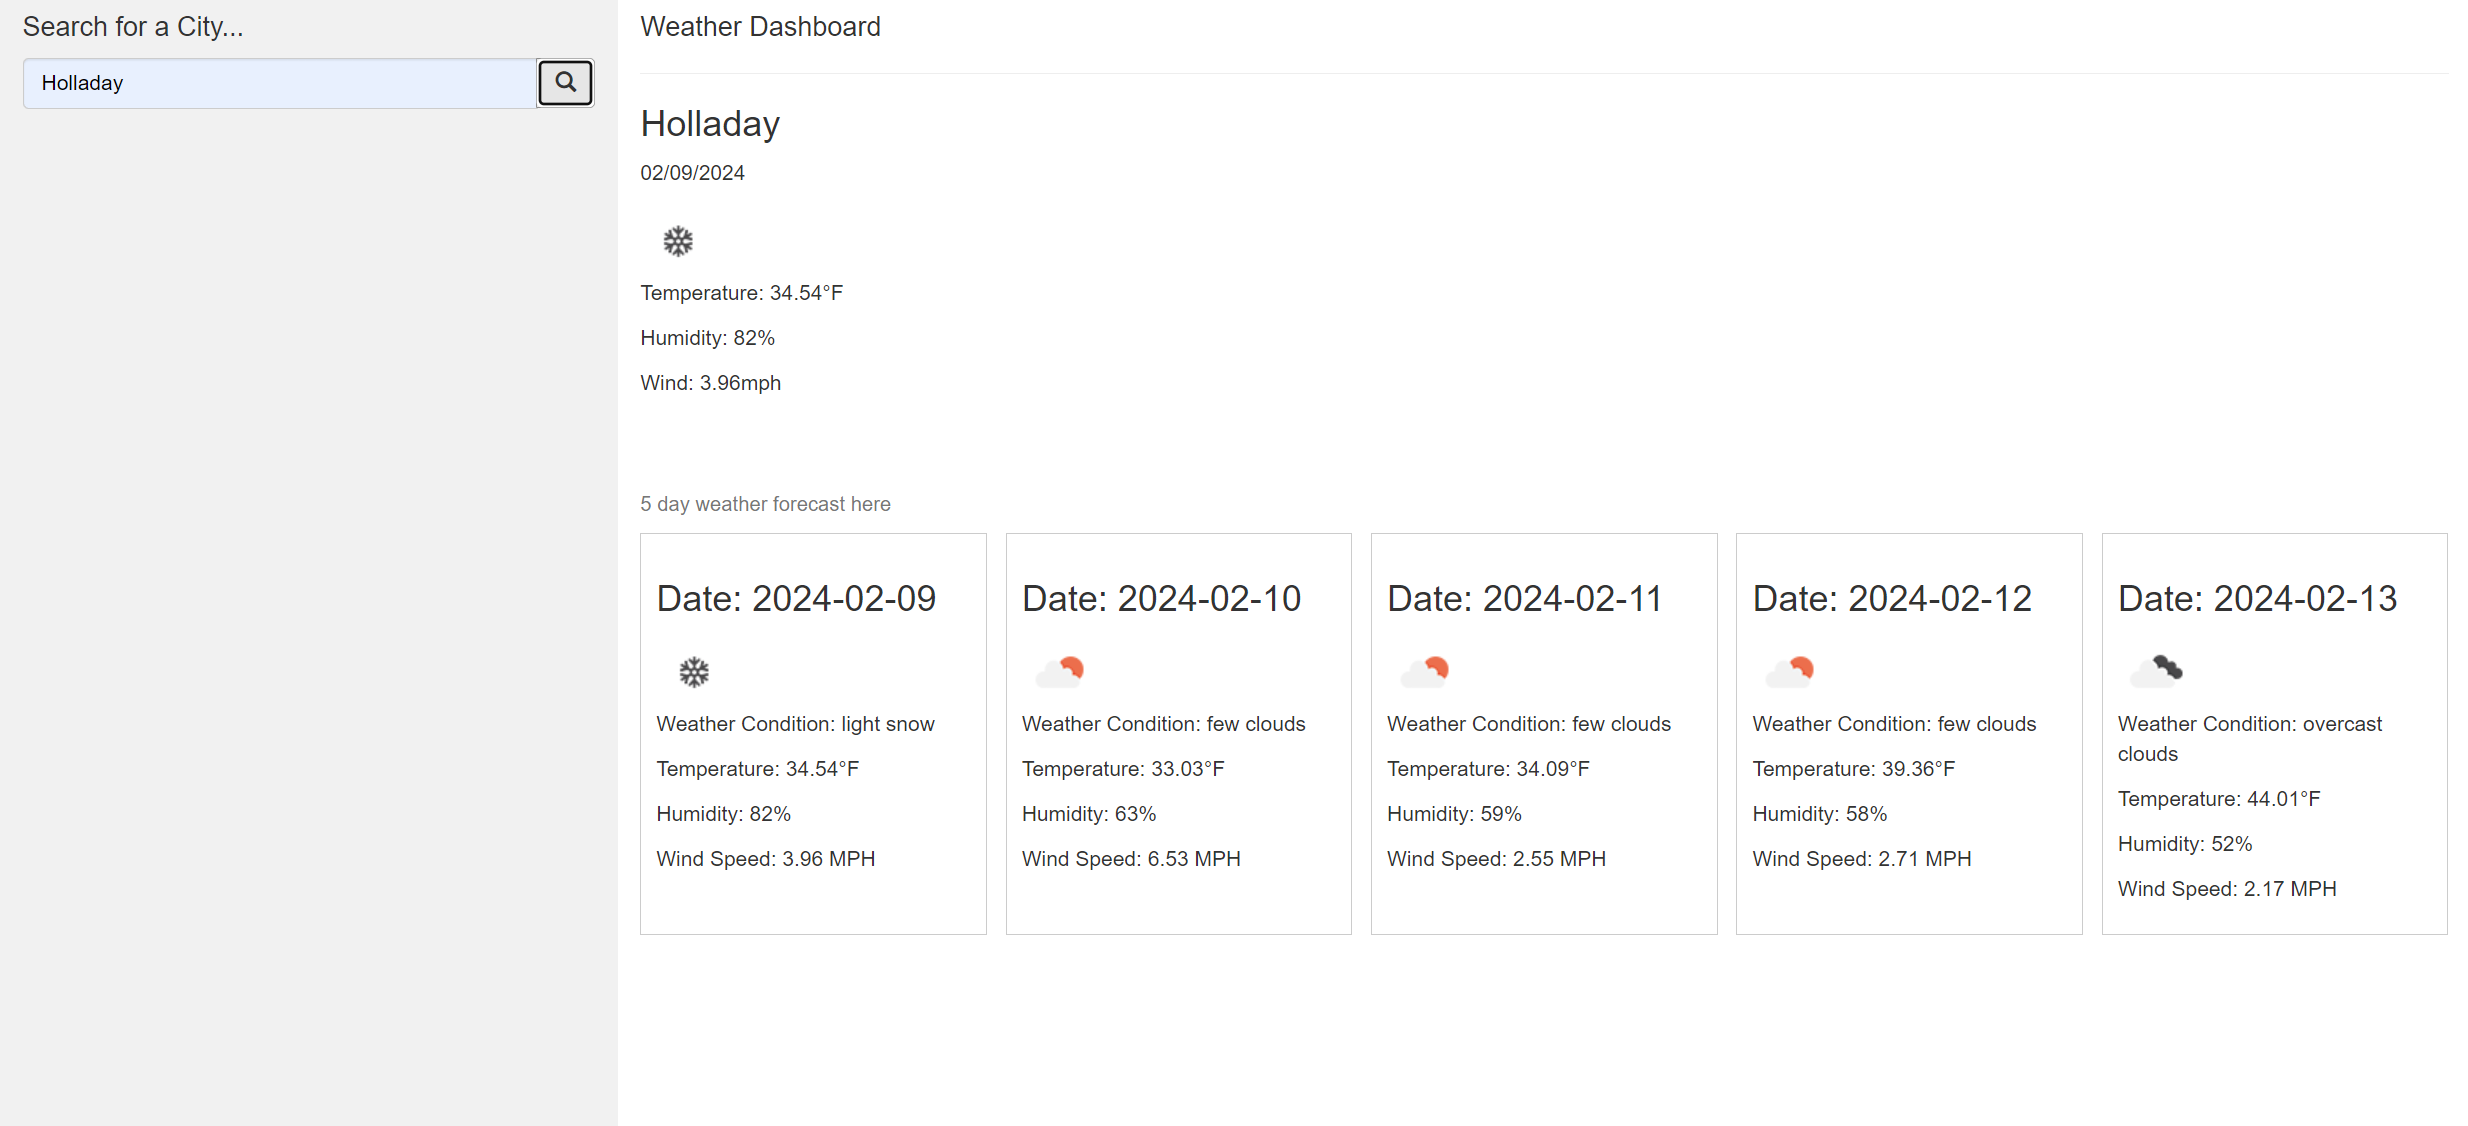 Search for a City...
Holladay
Weather Dashboard
Holladay
02/09/2024
Temperature: 34.54°F
Humidity: 82%
Wind: 3.96mph
5 day weather forecast here
Date: 2024-02-09
Weather Condition: light snow
Temperature: 34.54°F
Humidity: 82%
Wind Speed: 3.96 MPH
Date: 2024-02-10
Weather Condition: few clouds
Temperature: 33.03°F
Humidity: 63%
Wind Speed: 6.53 MPH
Date: 2024-02-11
Weather Condition: few clouds
Temperature: 34.09°F
Humidity: 59%
Wind Speed: 2.55 MPH
Date: 2024-02-12
Weather Condition: few clouds
Temperature: 39.36°F
Humidity: 58%
Wind Speed: 2.71 MPH
Date: 2024-02-13
Weather Condition: overcast
clouds
Temperature: 44.01°F
Humidity: 52%
Wind Speed: 2.17 MPH